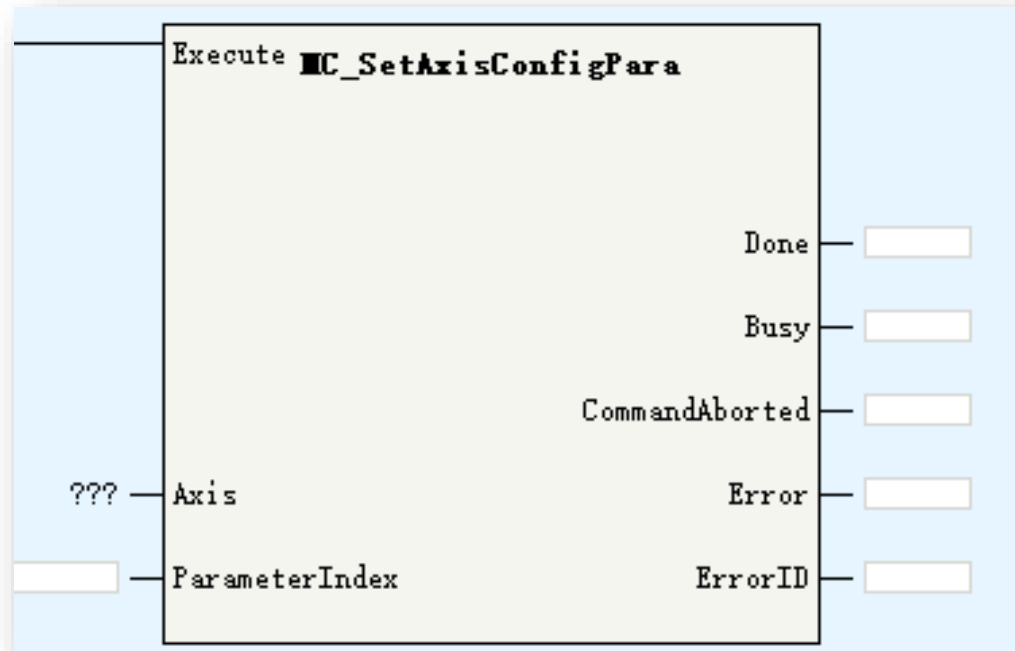 Execute MC_SetAxisConfigPara
Done
Busy
CommandAborted
??? Axis Error
ParameterIndex ErrorID